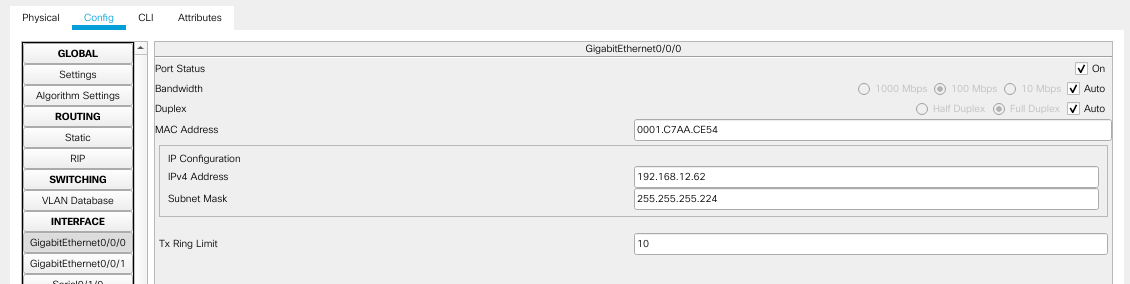 Physical Config CLI Attributes
GLOBAL
Settings
Algorithm Settings
ROUTING
Static
RIP
SWITCHING
VLAN Database
INTERFACE
GigabitEthernet0/0/0
GigabitEthernet0/0/1
Serial0/1/0
GigabitEthernet0/0/0
Port Status On
Bandwidth 1000 Mbps 100 Mbps 10 Mbps Auto
Duplex Half Duplex Full Duplex Auto
MAC Address 0001.C7AA.CE54
IP Configuration
IPv4 Address 192.168.12.62
Subnet Mask 255.255.255.224
Tx Ring Limit 10